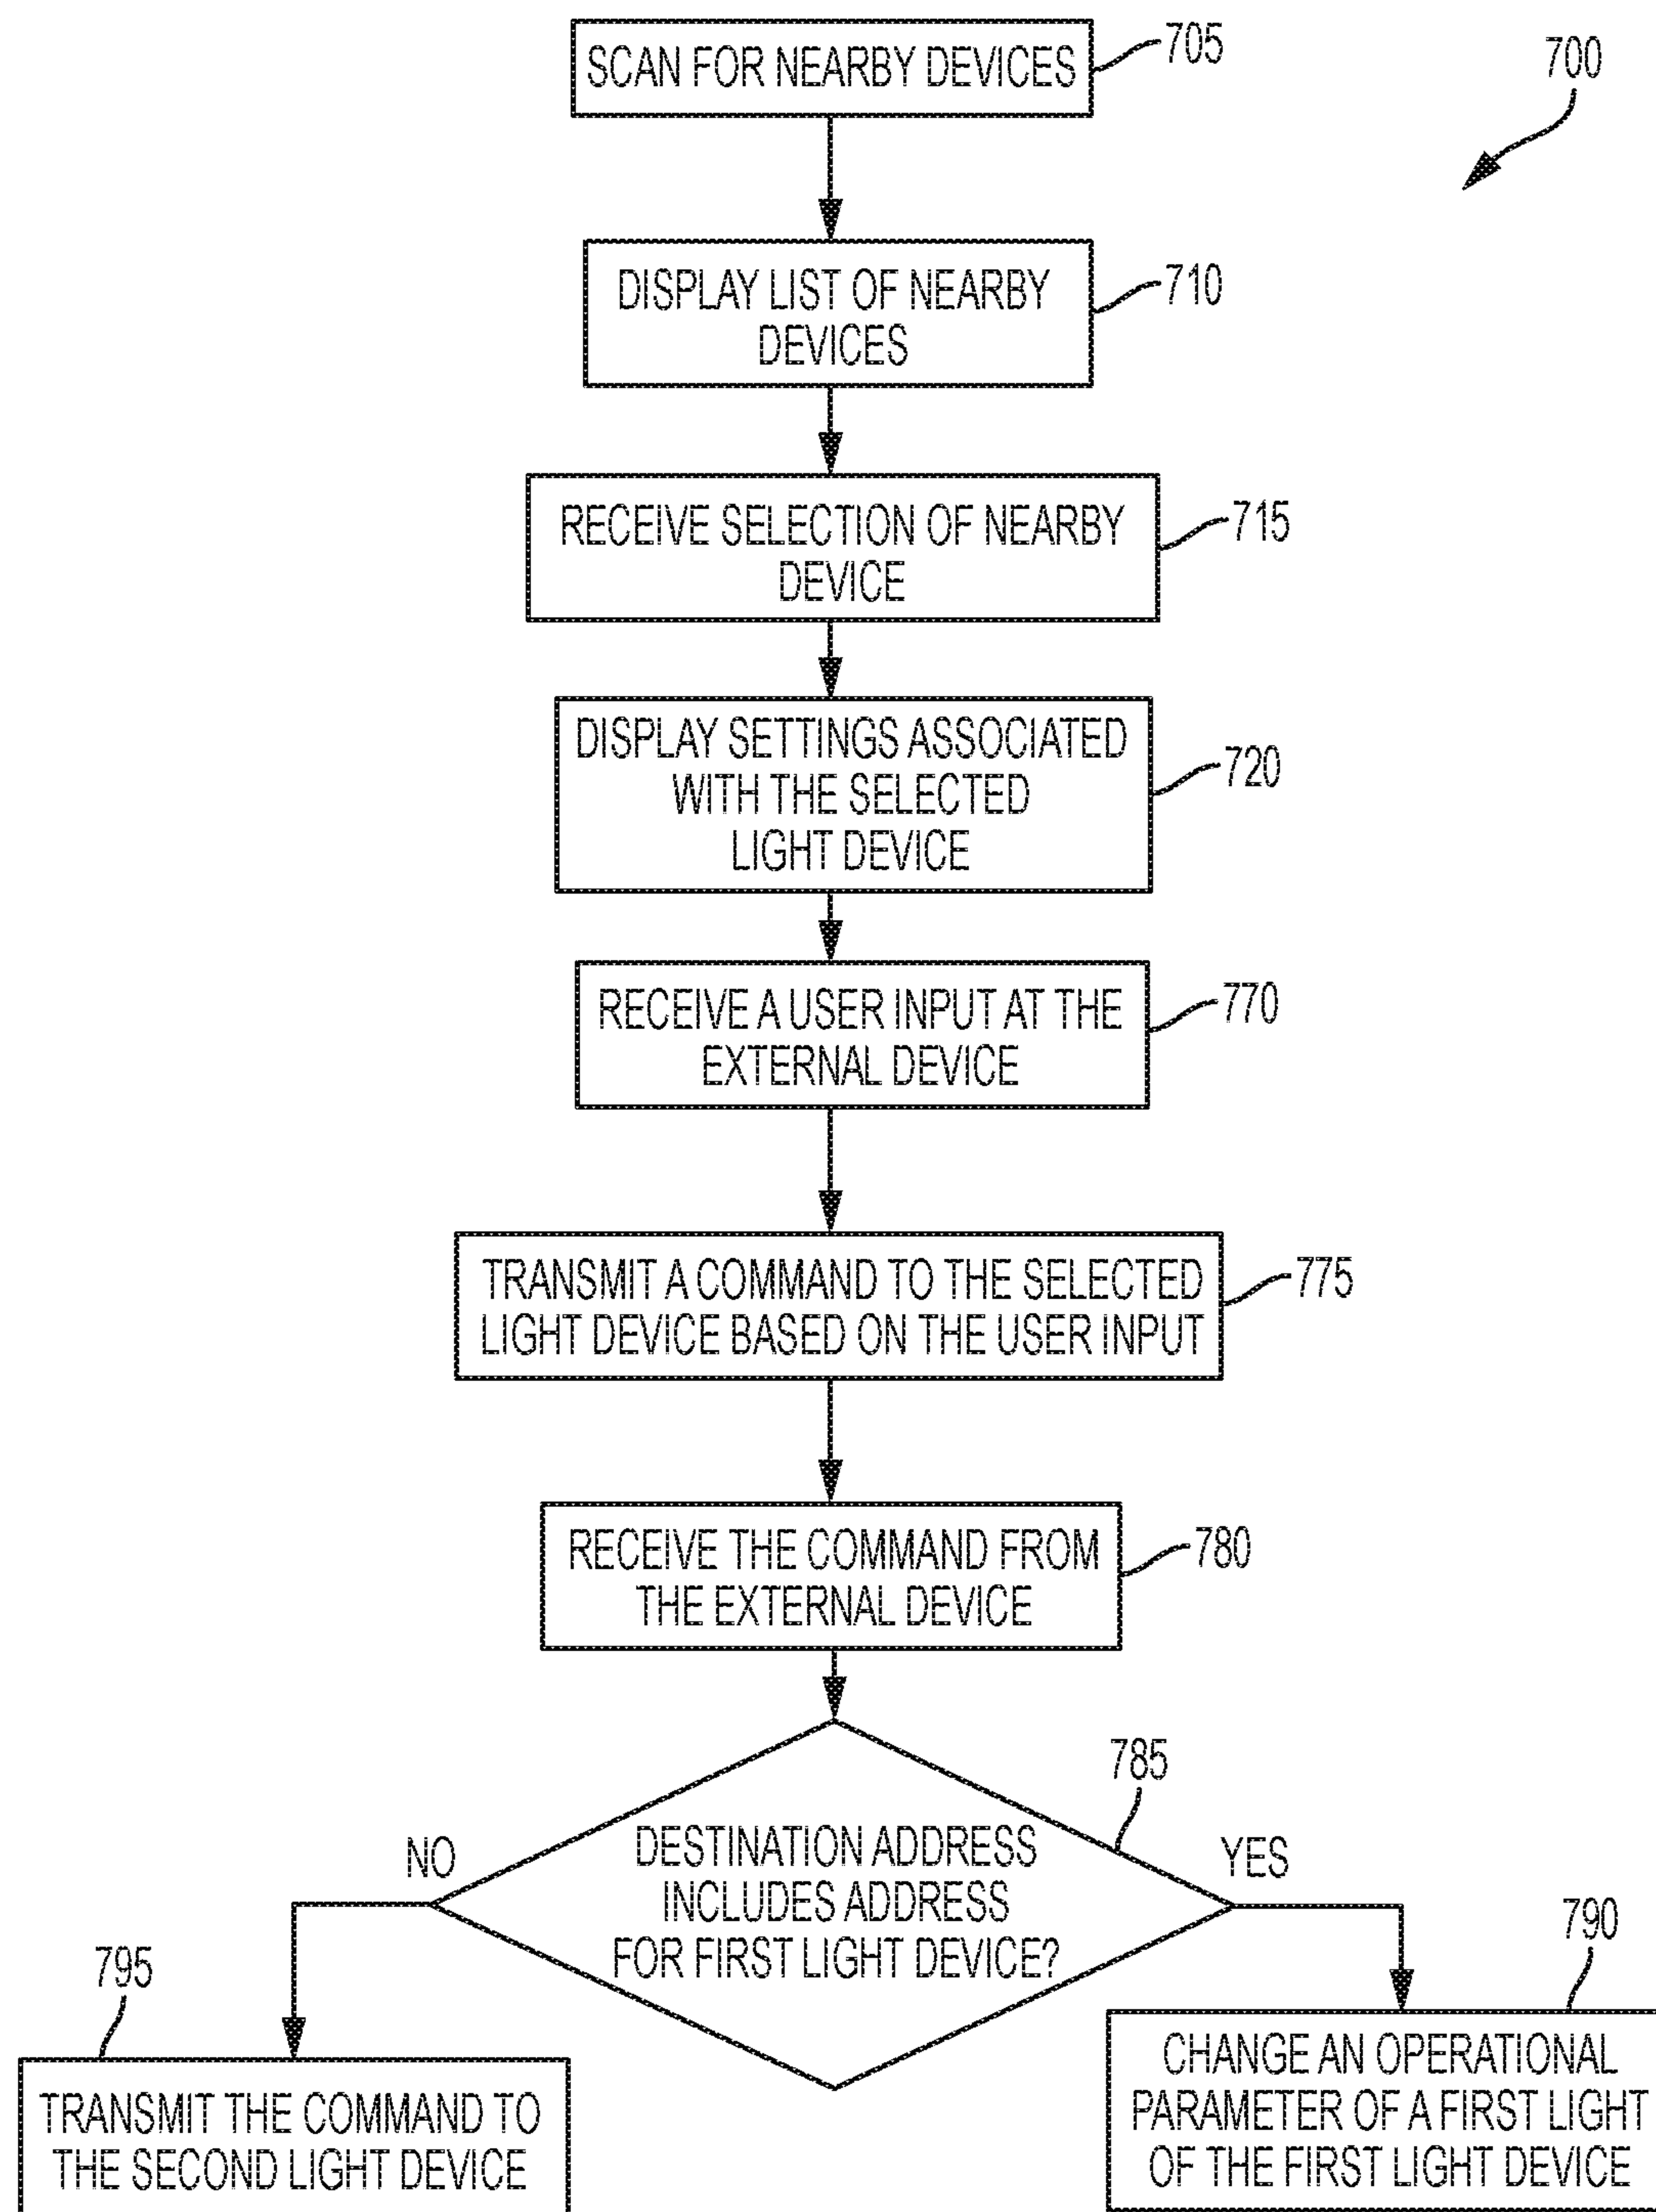 SCAN FOR NEARBY DEVICES
705
700
DISPLAY LIST OF NEARBY
DEVICES
710
RECEIVE SELECTION OF NEARBY
DEVICE
715
DISPLAY SETTINGS ASSOCIATED
WITH THE SELECTED
LIGHT DEVICE
720
RECEIVE A USER INPUT AT THE
EXTERNAL DEVICE
770
TRANSMIT A COMMAND TO THE SELECTED
LIGHT DEVICE BASED ON THE USER INPUT
775
RECEIVE THE COMMAND FROM
THE EXTERNAL DEVICE
780
785
DESTINATION ADDRESS
INCLUDES ADDRESS
FOR FIRST LIGHT DEVICE?
NO
YES
795
TRANSMIT THE COMMAND TO
THE SECOND LIGHT DEVICE
790
CHANGE AN OPERATIONAL
PARAMETER OF A FIRST LIGHT
OF THE FIRST LIGHT DEVICE